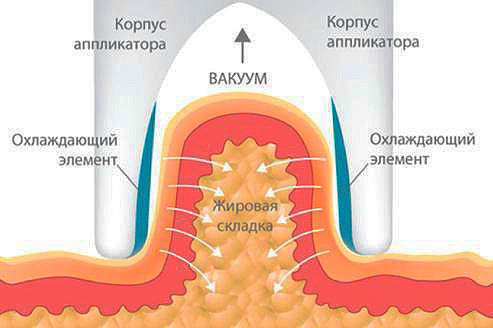 Корпус
аппликатора
Корпус
аппликатора
ВАКУУМ
Охлаждающий
элемент
Охлаждающий
элемент
Жировая
складка